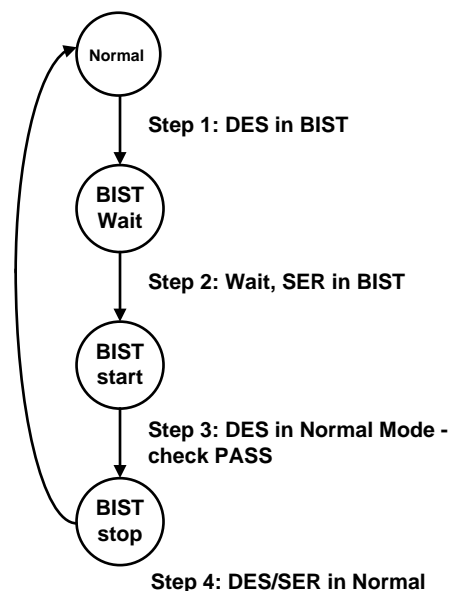 Normal
Step 1: DES in BIST
BIST
Wait
Step 2: Wait, SER in BIST
BIST
start
Step 3: DES in Normal Mode -
check PASS
BIST
stop
Step 4: DES/SER in Normal